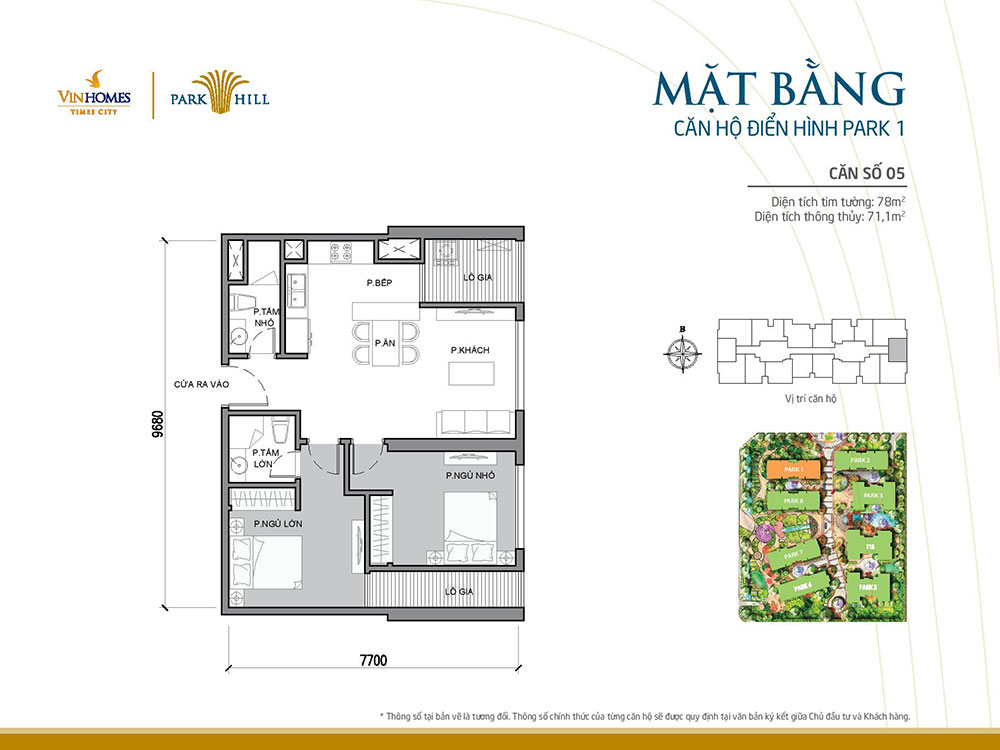 VINHOMES
TIMES CITY
PARK HILL
MẶT BẰNG
CĂN HỘ ĐIỂN HÌNH PARK 1
CĂN SỐ 05
Diện tích tim tường: 78m²
Diện tích thông thủy: 71,1m²
LÔ GIA
P.BẾP
P.TẮM
NHỎ
P.ĂN
P.KHÁCH
CỬA RA VÀO
9680
P.TẮM
LỚN
P.NGỦ NHỎ
P.NGỦ LỚN
LÔ GIA
7700
B
Vị trí căn hộ
PARK 1
PARK 2
PARK 8
PARK 3
PARK 7
T18
PARK 6
PARK 5
* Thông số tại bản vẽ là tương đối. Thông số chính thức của từng căn hộ sẽ được quy định tại văn bản ký kết giữa Chủ đầu tư và Khách hàng.